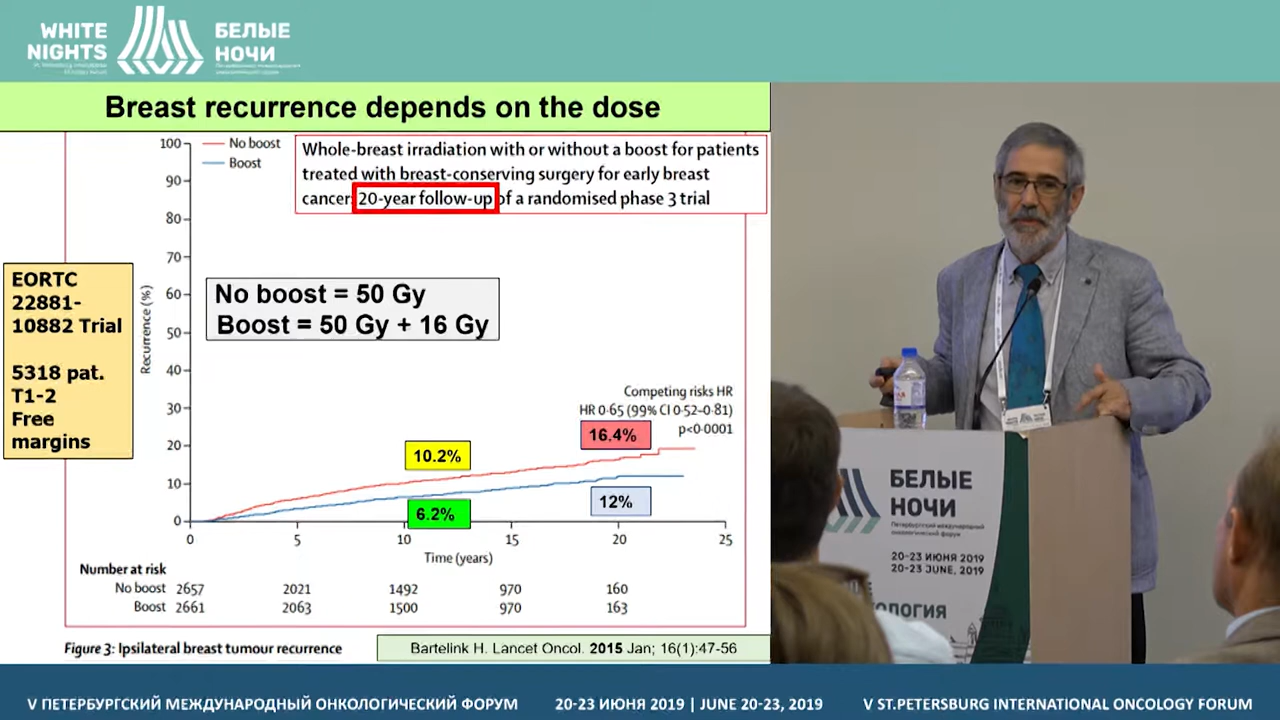 WHITE
NIGHTS
БЕЛЫЕ
НОЧИ
Breast recurrence depends on the dose
No boost
Boost
Whole-breast irradiation with or without a boost for patients
treated with breast-conserving surgery for early breast
cancer: 20-year follow-up of a randomised phase 3 trial
EORTC
22881-
10882 Trial
5318 pat.
T1-2
Free
margins
No boost = 50 Gy
Boost = 50 Gy + 16 Gy
Recurrence (%)
100
90
80
70
60
50
40
30
20
10
0
Competing risks HR
HR 0·65 (99% CI 0·52–0·81)
p<0·0001
16.4%
10.2%
12%
6.2%
0 5 10 15 20 25
Time (years)
Number at risk
No boost 2657 2021 1492 970 160
Boost 2661 2063 1500 970 163
Figure 3: Ipsilateral breast tumour recurrence
Bartelink H. Lancet Oncol. 2015 Jan; 16(1):47-56
БЕЛЫЕ
НОЧИ
Петербургский международный
онкологический форум
20-23 ИЮНЯ 2019
20-23 JUNE, 2019
ОЛОГИЯ
V ПЕТЕРБУРГСКИЙ МЕЖДУНАРОДНЫЙ ОНКОЛОГИЧЕСКИЙ ФОРУМ 20-23 ИЮНЯ 2019 | JUNE 20-23, 2019 V ST.PETERSBURG INTERNATIONAL ONCOLOGY FORUM